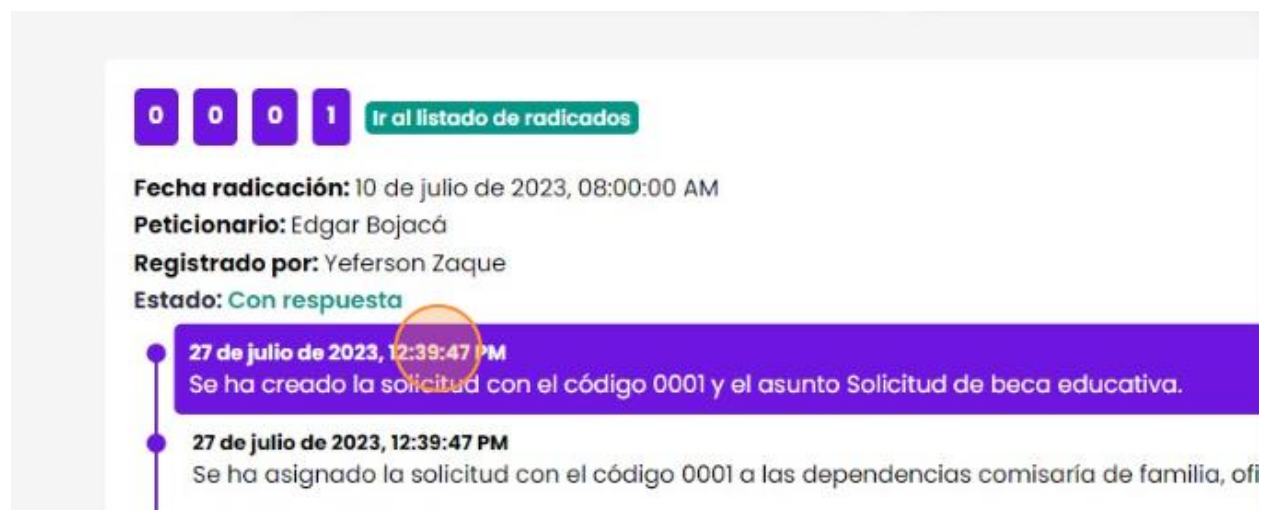 0 0 0 1 Ir al listado de radicados
Fecha radicación: 10 de julio de 2023, 08:00:00 AM
Peticionario: Edgar Bojacá
Registrado por: Yeferson Zaque
Estado: Con respuesta
27 de julio de 2023, 12:39:47 PM
Se ha creado la solicitud con el código 0001 y el asunto Solicitud de beca educativa.
27 de julio de 2023, 12:39:47 PM
Se ha asignado la solicitud con el código 0001 a las dependencias comisaría de familia, ofi